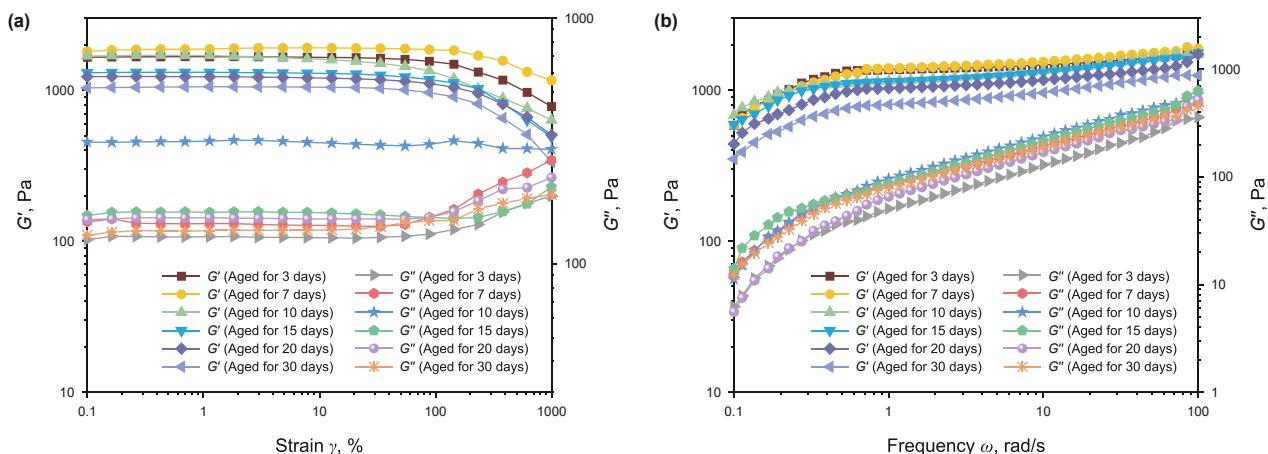 (a)
1000
1000
100
10
G′, Pa
1000
100
G″, Pa
G′ (Aged for 3 days)
G″ (Aged for 3 days)
G′ (Aged for 7 days)
G″ (Aged for 7 days)
G′ (Aged for 10 days)
G″ (Aged for 10 days)
G′ (Aged for 15 days)
G″ (Aged for 15 days)
G′ (Aged for 20 days)
G″ (Aged for 20 days)
G′ (Aged for 30 days)
G″ (Aged for 30 days)
0.1 1 10 100 1000
Strain γ, %
(b)
1000
100
10
G′, Pa
1000
100
10
1
G″, Pa
G′ (Aged for 3 days)
G″ (Aged for 3 days)
G′ (Aged for 7 days)
G″ (Aged for 7 days)
G′ (Aged for 10 days)
G″ (Aged for 10 days)
G′ (Aged for 15 days)
G″ (Aged for 15 days)
G′ (Aged for 20 days)
G″ (Aged for 20 days)
G′ (Aged for 30 days)
G″ (Aged for 30 days)
0.1 1 10 100
Frequency ω, rad/s